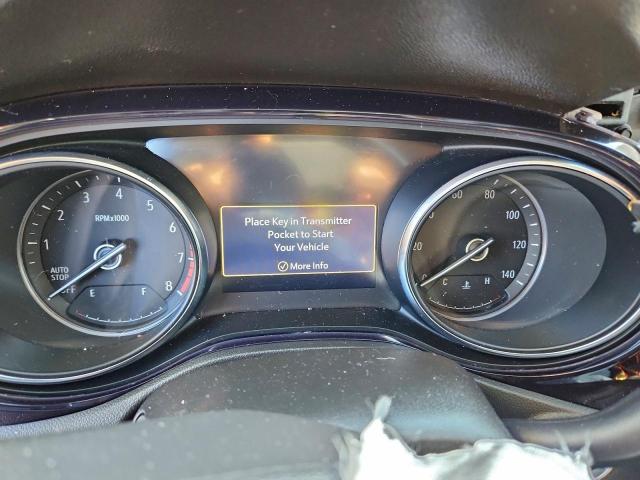 Place Key in Transmitter
Pocket to Start
Your Vehicle
More Info
RPMx1000
1
2
3
4
5
6
7
8
AUTO
STOP
E
F
20
60
80
100
120
140
C
H